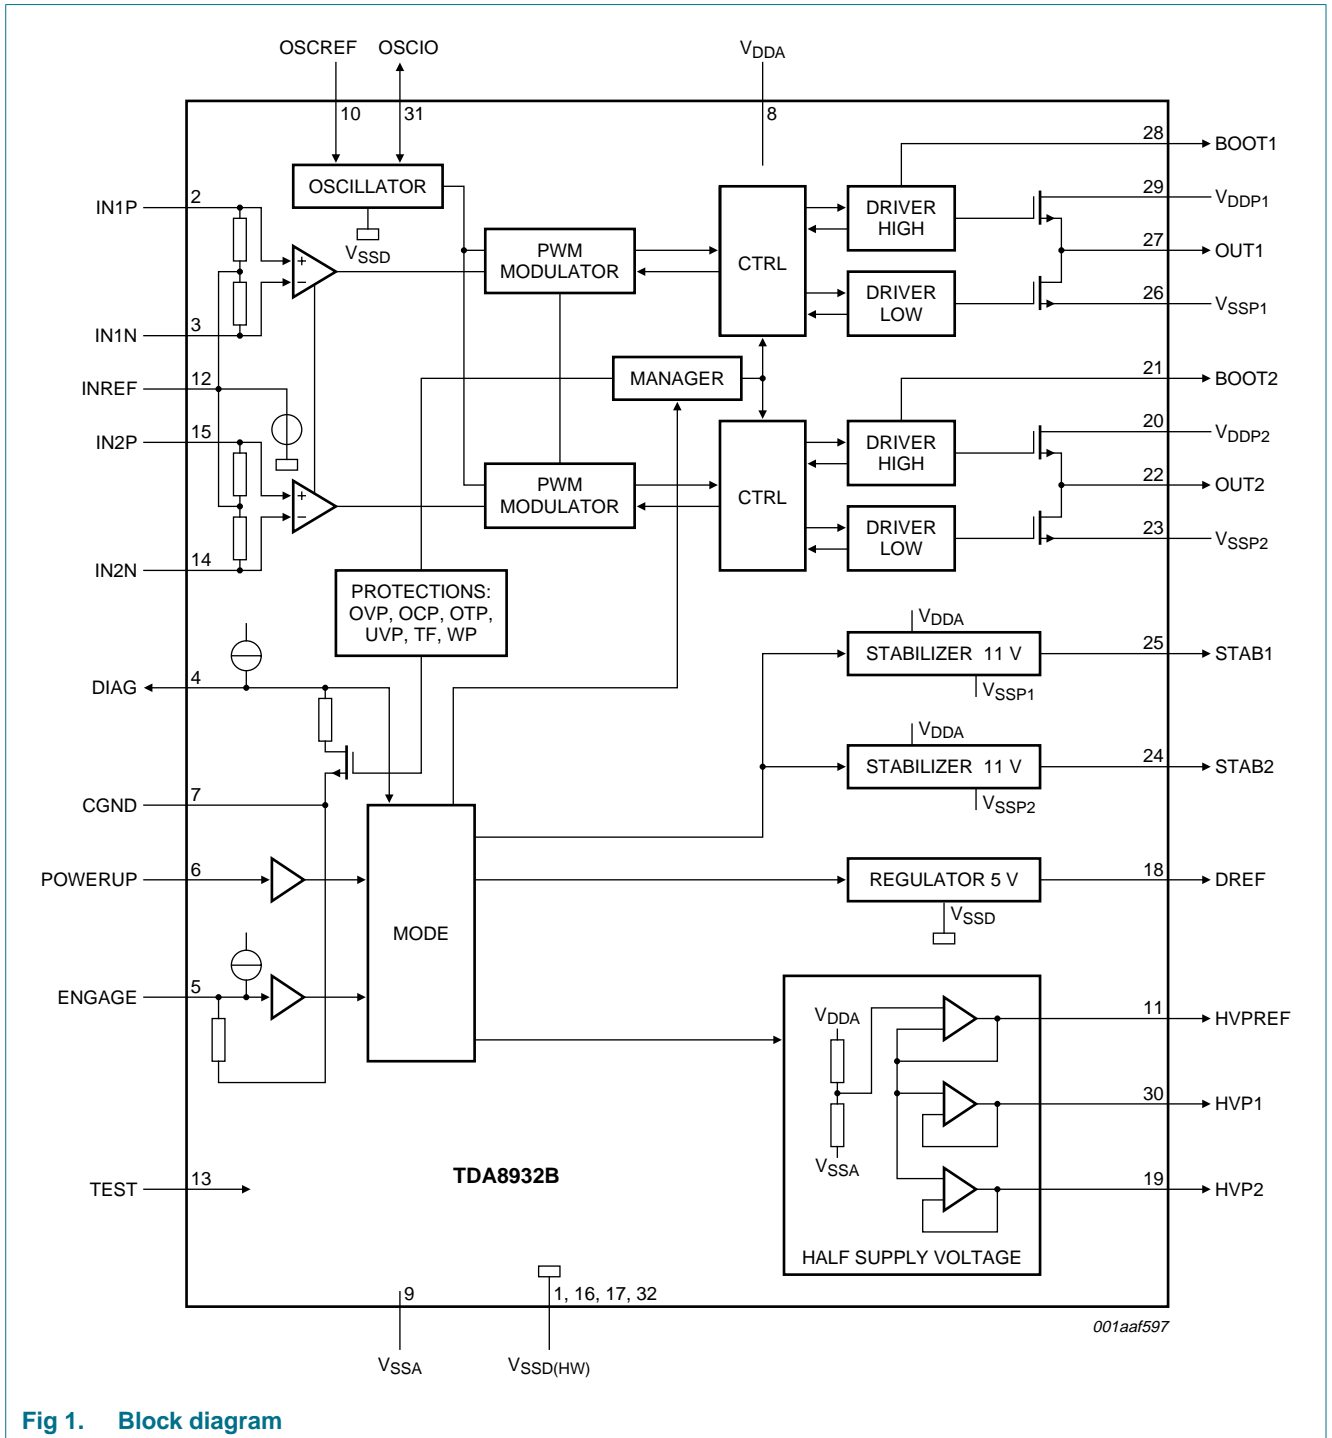 OSCREF OSCIO VDDA
10 31 8
28 BOOT1
OSCILLATOR
2
IN1P
29 VDDP1
DRIVER
HIGH
VSSD
PWM
MODULATOR
CTRL
27 OUT1
+
−
DRIVER
LOW
26 VSSP1
3
IN1N
12
INREF
MANAGER
21 BOOT2
15
IN2P
20 VDDP2
DRIVER
HIGH
PWM
MODULATOR
CTRL
22 OUT2
+
−
DRIVER
LOW
23 VSSP2
14
IN2N
PROTECTIONS:
OVP, OCP, OTP,
UVP, TF, WP
VDDA
STABILIZER 11 V
25 STAB1
VSSP1
4
DIAG
VDDA
STABILIZER 11 V
24 STAB2
VSSP2
7
CGND
6
POWERUP
REGULATOR 5 V
18 DREF
VSSD
MODE
5
ENGAGE
VDDA
11 HVPREF
30 HVP1
VSSA
TDA8932B
13
TEST
19 HVP2
HALF SUPPLY VOLTAGE
9
1, 16, 17, 32
001aaf597
VSSA VSSD(HW)
Fig 1. Block diagram